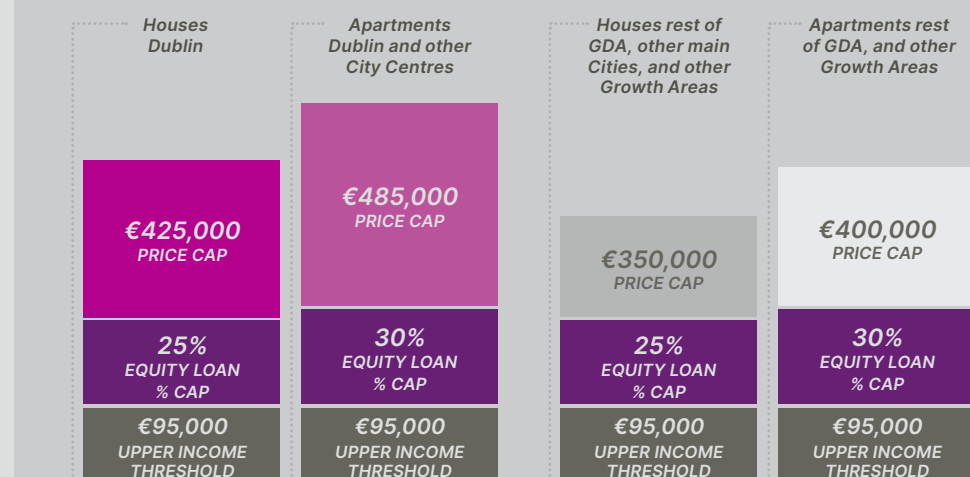 Houses
Dublin
€425,000
PRICE CAP
25%
EQUITY LOAN
% CAP
€95,000
UPPER INCOME
THRESHOLD
Apartments
Dublin and other
City Centres
€485,000
PRICE CAP
30%
EQUITY LOAN
% CAP
€95,000
UPPER INCOME
THRESHOLD
Houses rest of
GDA, other main
Cities, and other
Growth Areas
€350,000
PRICE CAP
25%
EQUITY LOAN
% CAP
€95,000
UPPER INCOME
THRESHOLD
Apartments rest
of GDA, and other
Growth Areas
€400,000
PRICE CAP
30%
EQUITY LOAN
% CAP
€95,000
UPPER INCOME
THRESHOLD